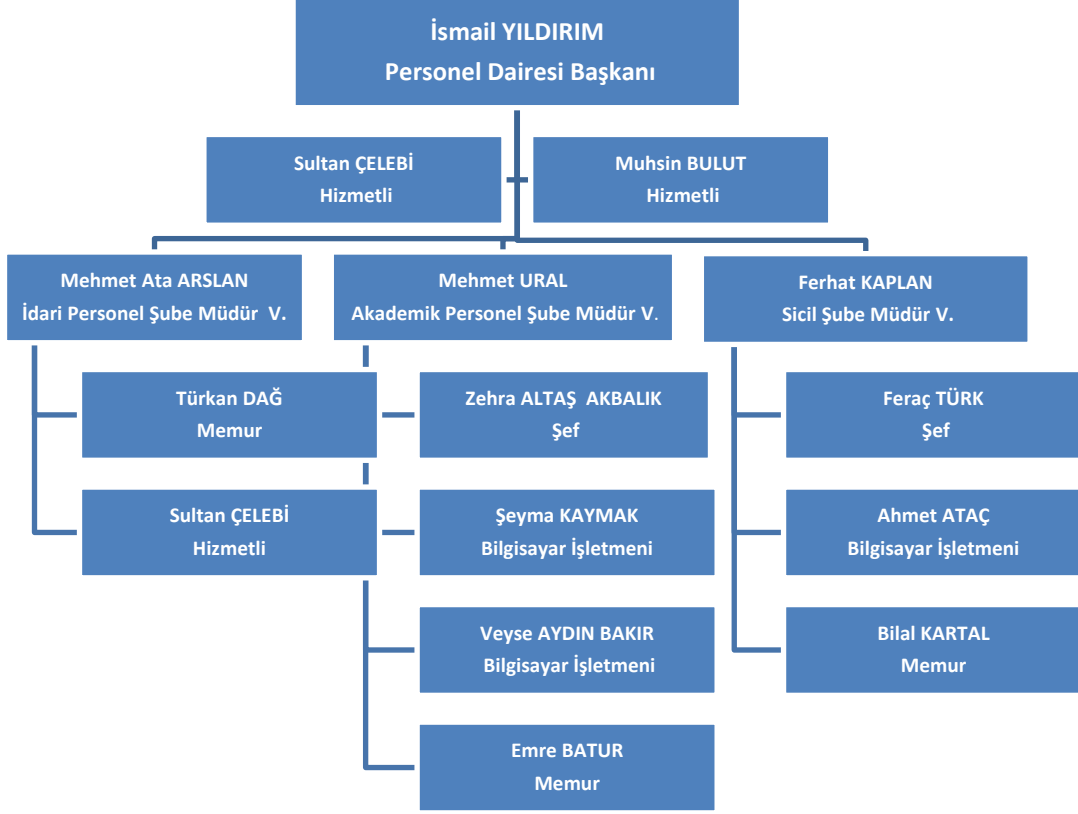 İsmail YILDIRIM
Personel Dairesi Başkanı
Sultan ÇELEBİ
Hizmetli
Muhsin BULUT
Hizmetli
Mehmet Ata ARSLAN
İdari Personel Şube Müdür V.
Mehmet URAL
Akademik Personel Şube Müdür V.
Ferhat KAPLAN
Sicil Şube Müdür V.
Türkan DAĞ
Memur
Sultan ÇELEBİ
Hizmetli
Zehra ALTAŞ AKBALIK
Şef
Şeyma KAYMAK
Bilgisayar İşletmeni
Veyse AYDIN BAKIR
Bilgisayar İşletmeni
Emre BATUR
Memur
Feraç TÜRK
Şef
Ahmet ATAÇ
Bilgisayar İşletmeni
Bilal KARTAL
Memur